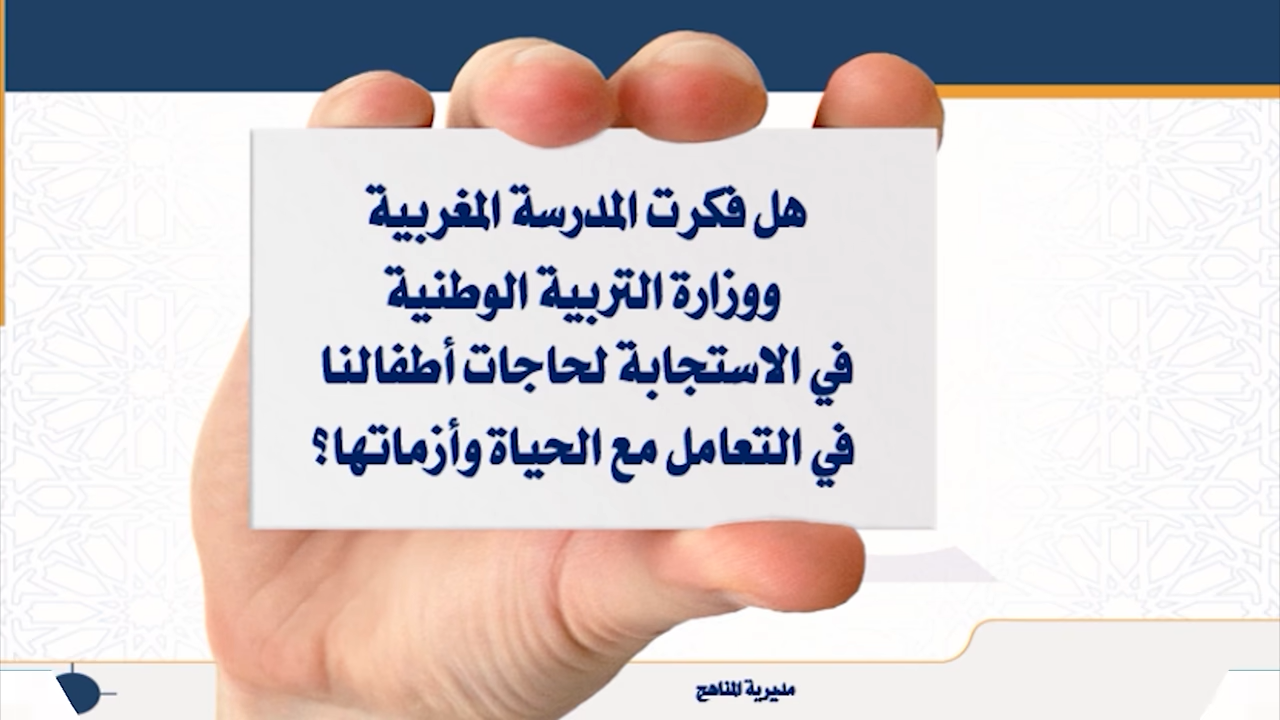 هل فكرت المدرسة المغربية
ووزارة التربية الوطنية
في الاستجابة لحاجات أطفالنا
في التعامل مع الحياة وأزماتها؟
مديرية المناهج